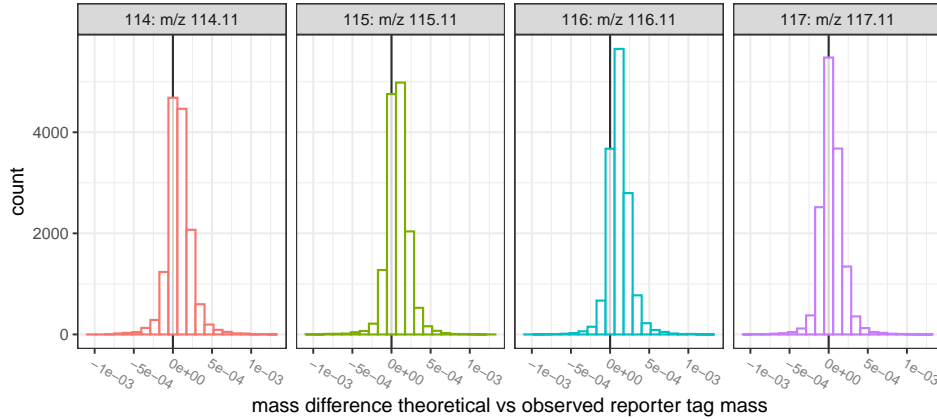 114: m/z 114.11
115: m/z 115.11
116: m/z 116.11
117: m/z 117.11
count
4000
2000
0
−1e−03
−5e−04
0e+00
5e−04
1e−03
−1e−03
−5e−04
0e+00
5e−04
1e−03
−1e−03
−5e−04
0e+00
5e−04
1e−03
−1e−03
−5e−04
0e+00
5e−04
1e−03
mass difference theoretical vs observed reporter tag mass